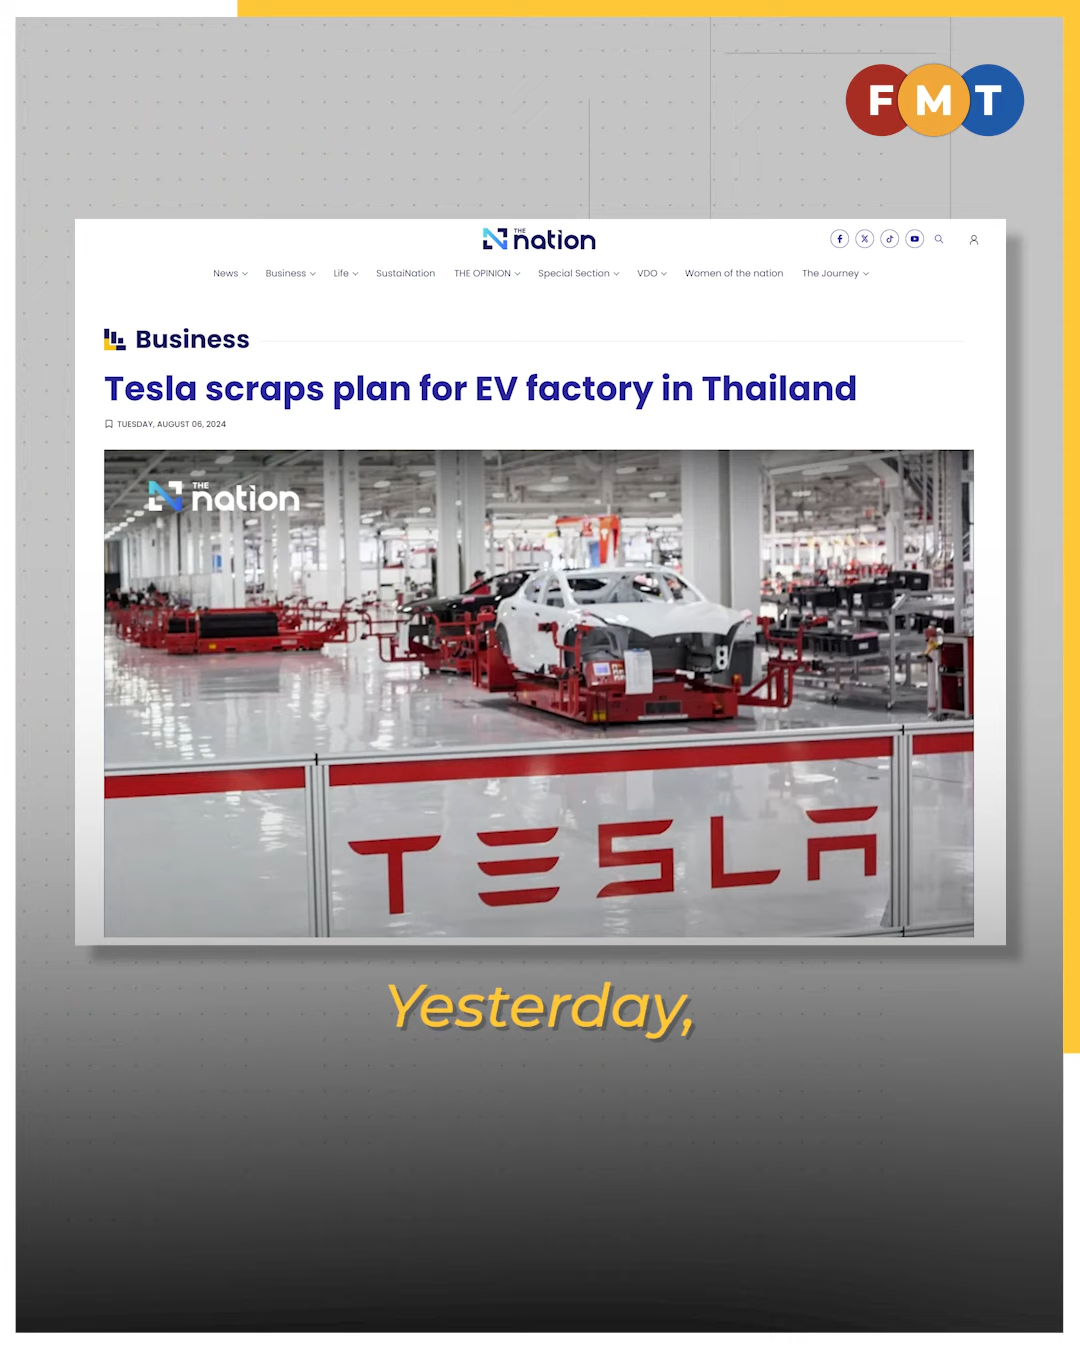 FMT
THE nation
News Business Life SustaiNation THE OPINION Special Section VDO Women of the nation The Journey
Business
Tesla scraps plan for EV factory in Thailand
TUESDAY, AUGUST 06, 2024
THE nation
TESLA
Yesterday,